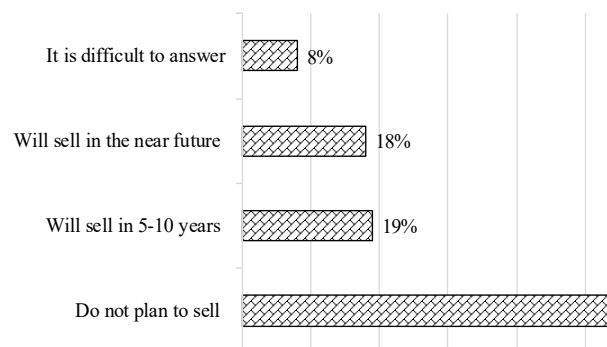 It is difficult to answer 8%
Will sell in the near future 18%
Will sell in 5-10 years 19%
Do not plan to sell